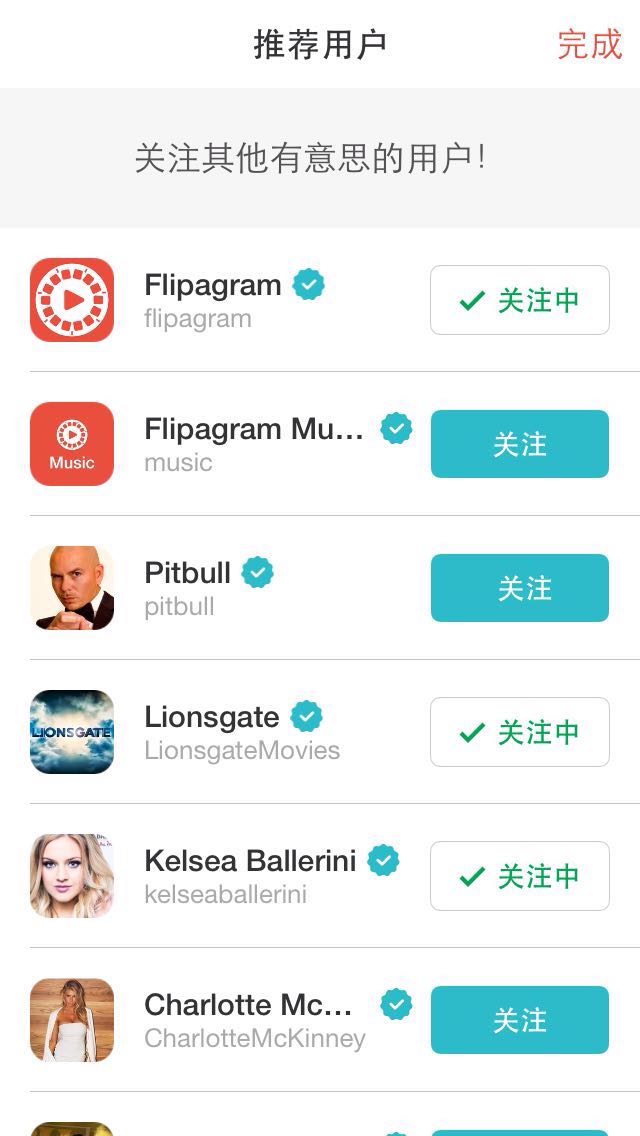 推荐用户
完成
关注其他有意思的用户！
Flipagram
flipagram
关注中
Flipagram Mu...
music
关注
Music
Pitbull
pitbull
关注
Lionsgate
LionsgateMovies
关注中
LIONSGATE
Kelsea Ballerini
kelseaballerini
关注中
Charlotte Mc...
CharlotteMcKinney
关注